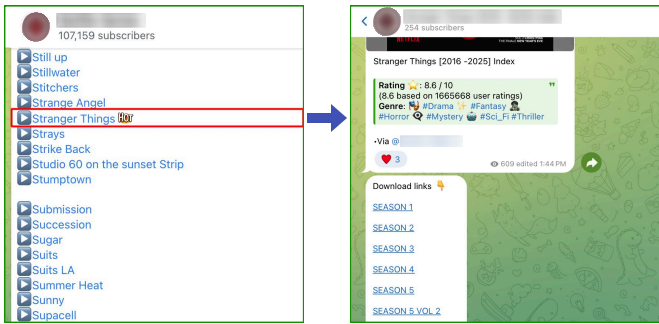 107,159 subscribers
Still up
Stillwater
Stitchers
Strange Angel
Stranger Things HOT
Strays
Strike Back
Studio 60 on the sunset Strip
Stumptown
Submission
Succession
Sugar
Suits
Suits LA
Summer Heat
Sunny
Supacell
254 subscribers
NETFLIX
Stranger Things [2016 -2025] Index
Rating ⭐: 8.6 / 10
(8.6 based on 1665668 user ratings)
Genre: #Drama #Fantasy
#Horror #Mystery #Sci_Fi #Thriller
•Via @
❤ 3
609 edited 1:44 PM
Download links 👇
SEASON 1
SEASON 2
SEASON 3
SEASON 4
SEASON 5
SEASON 5 VOL 2